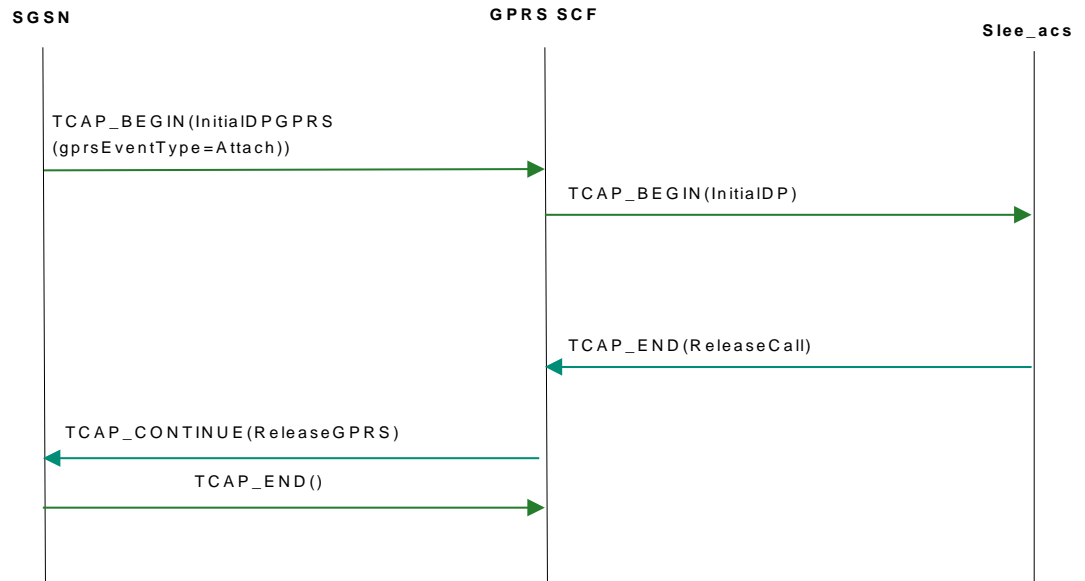 SGSN
GPRS SCF
Slee_acs
TCAP_BEGIN(InitialDPGPRS
(gprsEventType=Attach))
TCAP_BEGIN(InitialDP)
TCAP_END(ReleaseCall)
TCAP_CONTINUE(ReleaseGPRS)
TCAP_END()